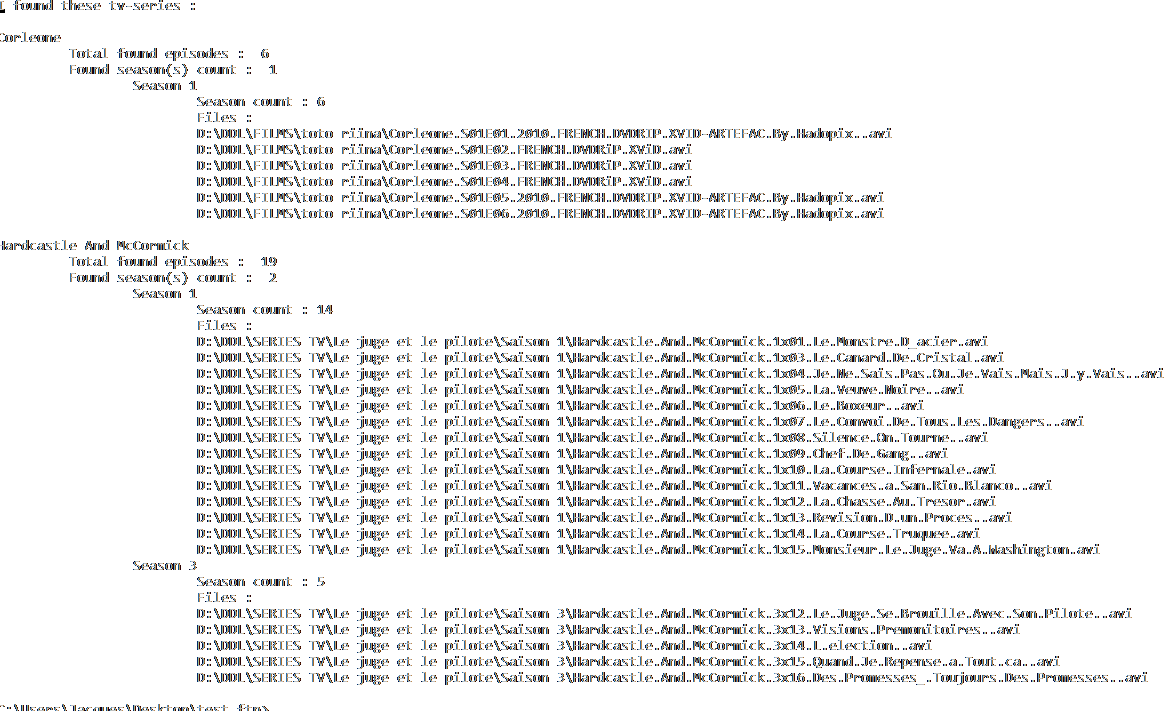 I found these tv-series :
Corleone
Total found episodes : 6
Found season(s) count : 1
Season 1
Season count : 6
Files :
D:\DDL\FILMS\toto riina\Corleone.S01E01.2010.FRENCH.DVDRIP.XVID-ARTEFAC.By.Hadopix..avi
D:\DDL\FILMS\toto riina\Corleone.S01E02.FRENCH.DVDRiP.XViD.avi
D:\DDL\FILMS\toto riina\Corleone.S01E03.FRENCH.DVDRiP.XViD.avi
D:\DDL\FILMS\toto riina\Corleone.S01E04.FRENCH.DVDRiP.XViD.avi
D:\DDL\FILMS\toto riina\Corleone.S01E05.2010.FRENCH.DVDRIP.XVID-ARTEFAC.By.Hadopix.avi
D:\DDL\FILMS\toto riina\Corleone.S01E06.2010.FRENCH.DVDRIP.XVID-ARTEFAC.By.Hadopix.avi
Hardcastle And McCormick
Total found episodes : 19
Found season(s) count : 2
Season 1
Season count : 14
Files :
D:\DDL\SERIES TV\Le juge et le pilote\Saison 1\Hardcastle.And.McCormick.1x01.Le.Monstre.D_acier.avi
D:\DDL\SERIES TV\Le juge et le pilote\Saison 1\Hardcastle.And.McCormick.1x03.Le.Canard.De.Cristal.avi
D:\DDL\SERIES TV\Le juge et le pilote\Saison 1\Hardcastle.And.McCormick.1x04.Je.Ne.Sais.Pas.Ou.Je.Vais.Mais.J.y.Vais..avi
D:\DDL\SERIES TV\Le juge et le pilote\Saison 1\Hardcastle.And.McCormick.1x05.La.Veuve.Noire..avi
D:\DDL\SERIES TV\Le juge et le pilote\Saison 1\Hardcastle.And.McCormick.1x06.Le.Boxeur..avi
D:\DDL\SERIES TV\Le juge et le pilote\Saison 1\Hardcastle.And.McCormick.1x07.Le.Convoi.De.Tous.Les.Dangers..avi
D:\DDL\SERIES TV\Le juge et le pilote\Saison 1\Hardcastle.And.McCormick.1x08.Silence.On.Tourne..avi
D:\DDL\SERIES TV\Le juge et le pilote\Saison 1\Hardcastle.And.McCormick.1x09.Chef.De.Gang..avi
D:\DDL\SERIES TV\Le juge et le pilote\Saison 1\Hardcastle.And.McCormick.1x10.La.Course.Infernale.avi
D:\DDL\SERIES TV\Le juge et le pilote\Saison 1\Hardcastle.And.McCormick.1x11.Vacances.a.San.Rio.Blanco..avi
D:\DDL\SERIES TV\Le juge et le pilote\Saison 1\Hardcastle.And.McCormick.1x12.La.Chasse.Au.Tresor.avi
D:\DDL\SERIES TV\Le juge et le pilote\Saison 1\Hardcastle.And.McCormick.1x13.Revision.D.un.Proces..avi
D:\DDL\SERIES TV\Le juge et le pilote\Saison 1\Hardcastle.And.McCormick.1x14.La.Course.Truquee.avi
D:\DDL\SERIES TV\Le juge et le pilote\Saison 1\Hardcastle.And.McCormick.1x15.Monsieur.Le.Juge.Va.A.Washington.avi
Season 3
Season count : 5
Files :
D:\DDL\SERIES TV\Le juge et le pilote\Saison 3\Hardcastle.And.McCormick.3x12.Le.Juge.Se.Brouille.Avec.Son.Pilote..avi
D:\DDL\SERIES TV\Le juge et le pilote\Saison 3\Hardcastle.And.McCormick.3x13.Visions.Premonitoires..avi
D:\DDL\SERIES TV\Le juge et le pilote\Saison 3\Hardcastle.And.McCormick.3x14.L.election..avi
D:\DDL\SERIES TV\Le juge et le pilote\Saison 3\Hardcastle.And.McCormick.3x15.Quand.Je.Repense.a.Tout.ca..avi
D:\DDL\SERIES TV\Le juge et le pilote\Saison 3\Hardcastle.And.McCormick.3x16.Des.Promesses_.Toujours.Des.Promesses..avi
C:\Users\Jacques\Desktop\test ftp>